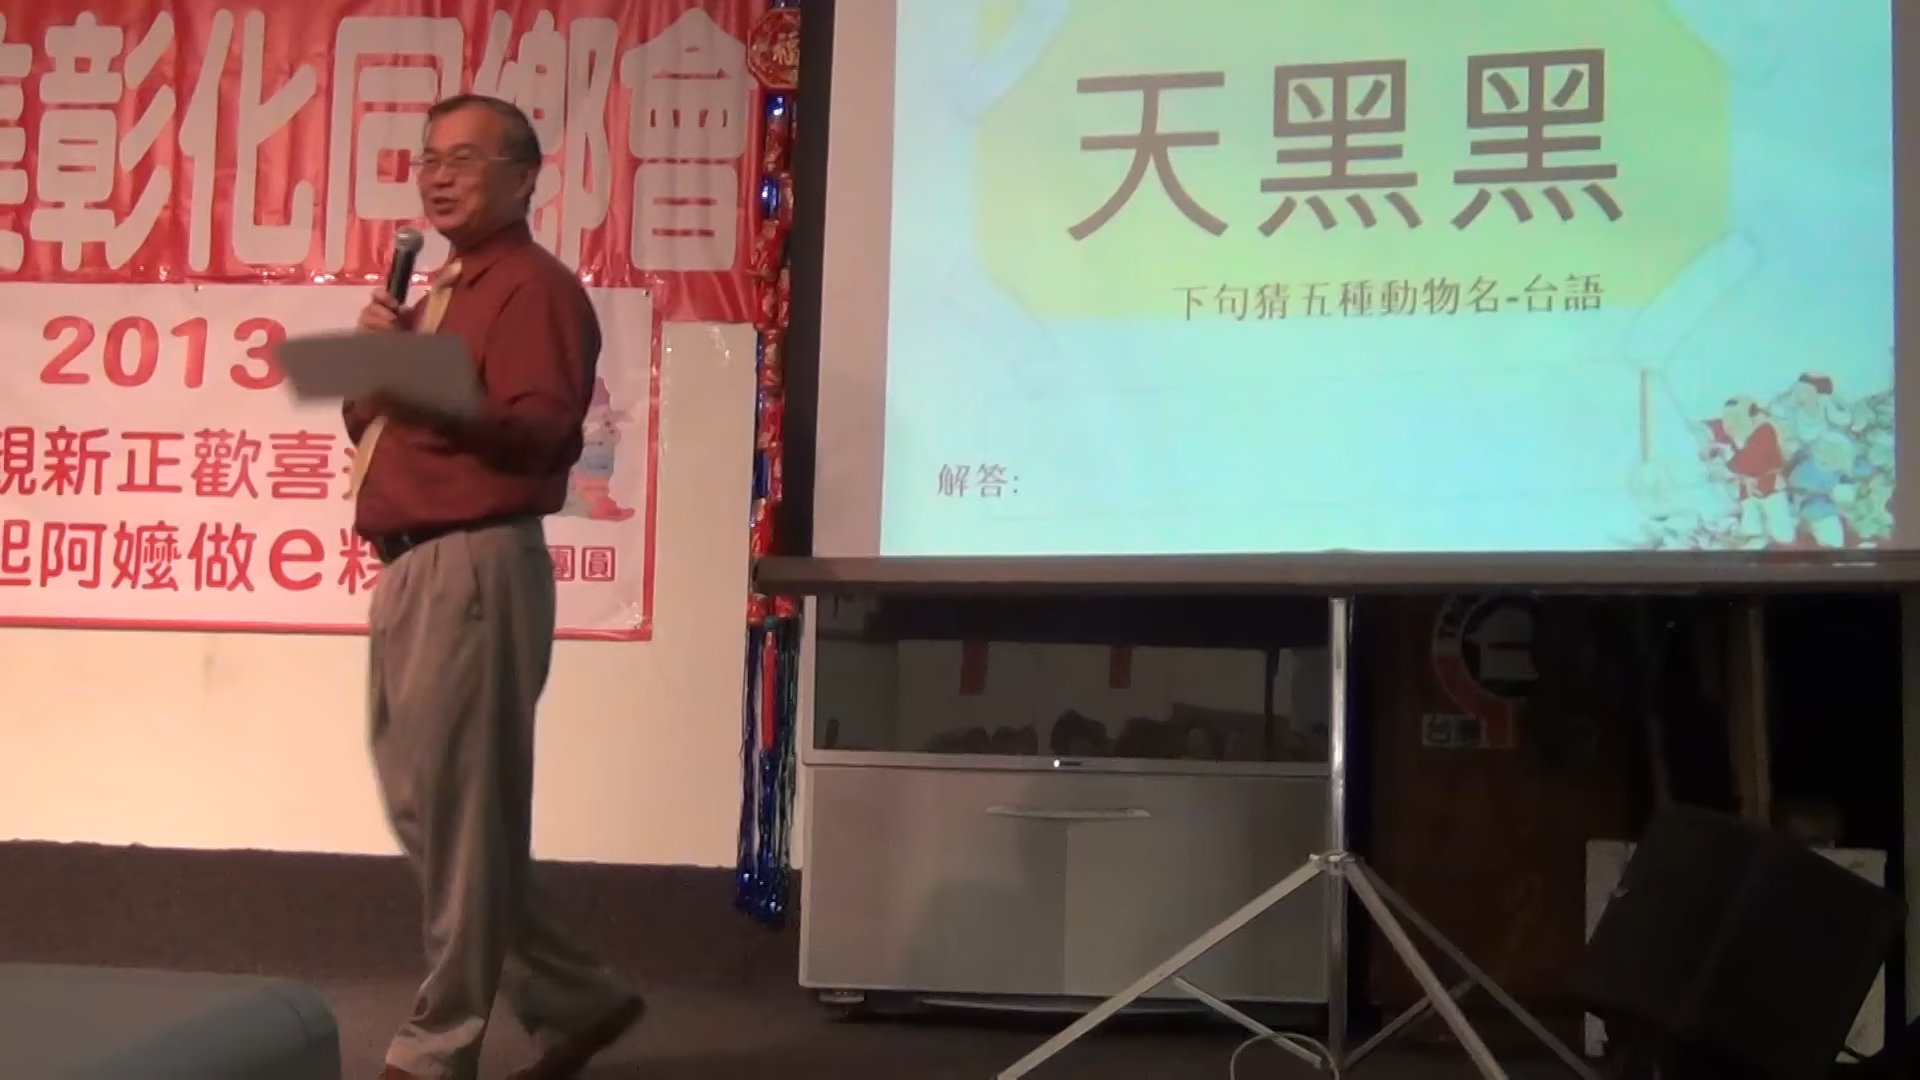 彰化同鄉會
2013
新正歡喜
阿嬤做e粿
團圓
福
天黑黑
下句猜五種動物名-台語
解答: